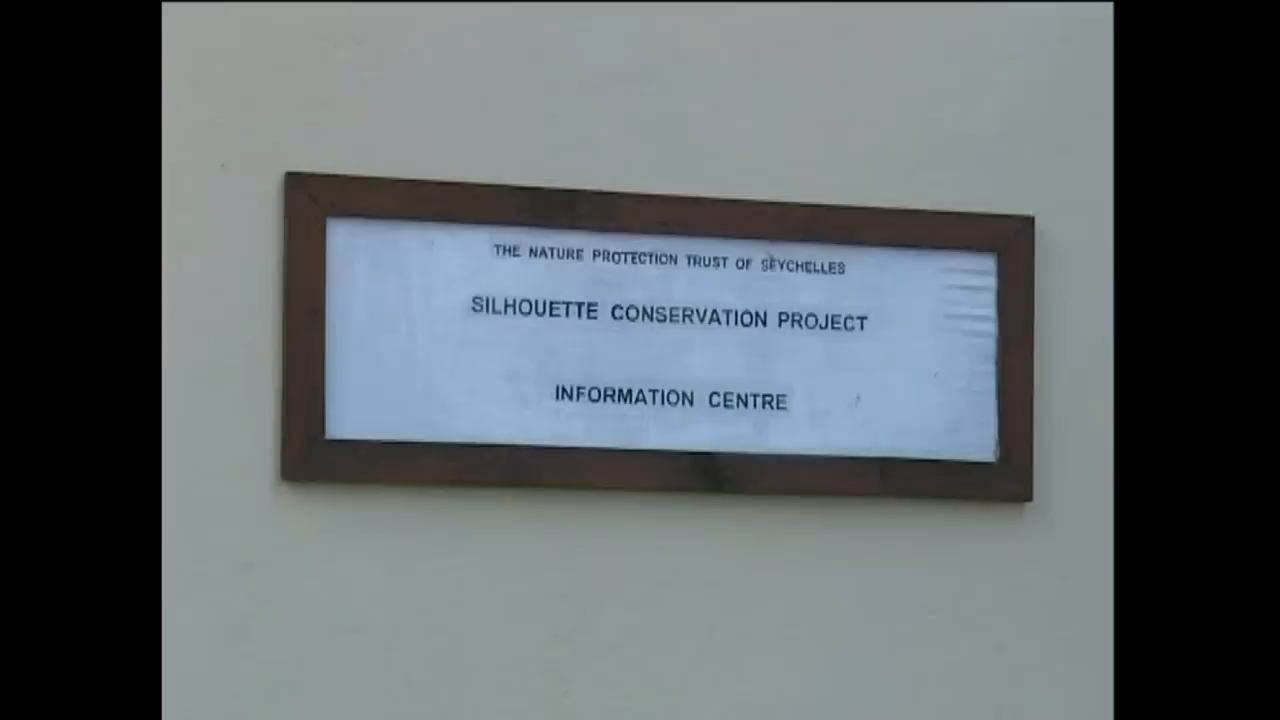 THE NATURE PROTECTION TRUST OF SEYCHELLES
SILHOUETTE CONSERVATION PROJECT
INFORMATION CENTRE